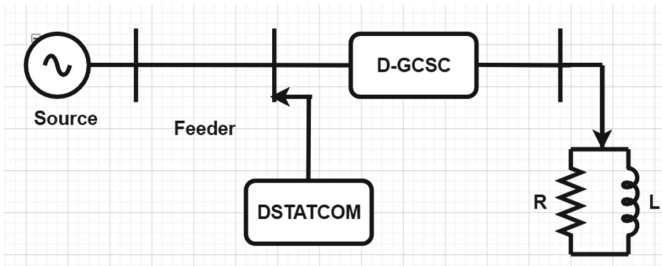 D-GCSC
Source
Feeder
DSTATCOM
R
L